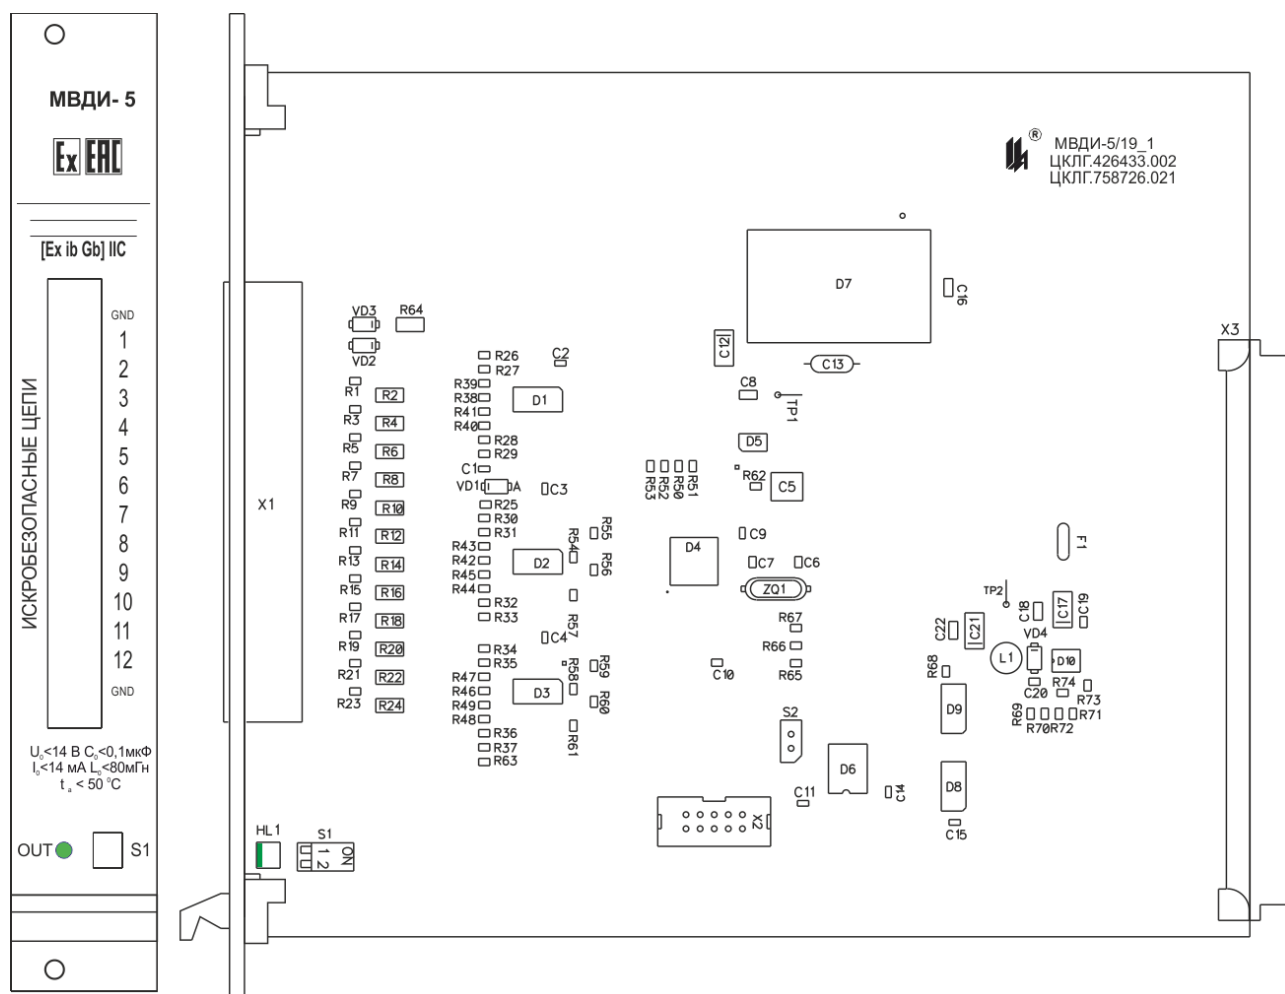 МВДИ- 5
Ex EAC
[Ex ib Gb] IIC
ИСКРОБЕЗОПАСНЫЕ ЦЕПИ
GND
1
2
3
4
5
6
7
8
9
10
11
12
GND
U₀<14 В C₀<0,1мкФ
I₀<14 мА L₀<80мГн
tₐ < 50 °C
OUT
S1
®
МВДИ-5/19_1
ЦКЛГ.426433.002
ЦКЛГ.758726.021
X1
HL1
S1
1
2
ON
VD3
R64
VD2
R1
R2
R3
R4
R5
R6
R7
R8
R9
R10
R11
R12
R13
R14
R15
R16
R17
R18
R19
R20
R21
R22
R23
R24
R26
R27
R39
R38
R41
R40
R28
R29
C1
VD1
A
R25
R30
R31
R43
R42
R45
R44
R32
R33
R34
R35
R47
R46
R49
R48
R36
R37
R63
C2
D1
C3
D2
C4
D3
R54
R55
R56
R57
R58
R59
R60
R61
D7
C16
C12
C13
C8
TP1
D5
R53
R52
R50
R51
R62
C5
D4
C9
C7
C6
ZQ1
R67
R66
R65
C10
S2
D6
C11
C14
X2
F1
TP2
C18
C17
C19
C22
C21
L1
VD4
D10
R68
C20
R74
R73
R69
R70
R72
R71
D9
D8
C15
X3